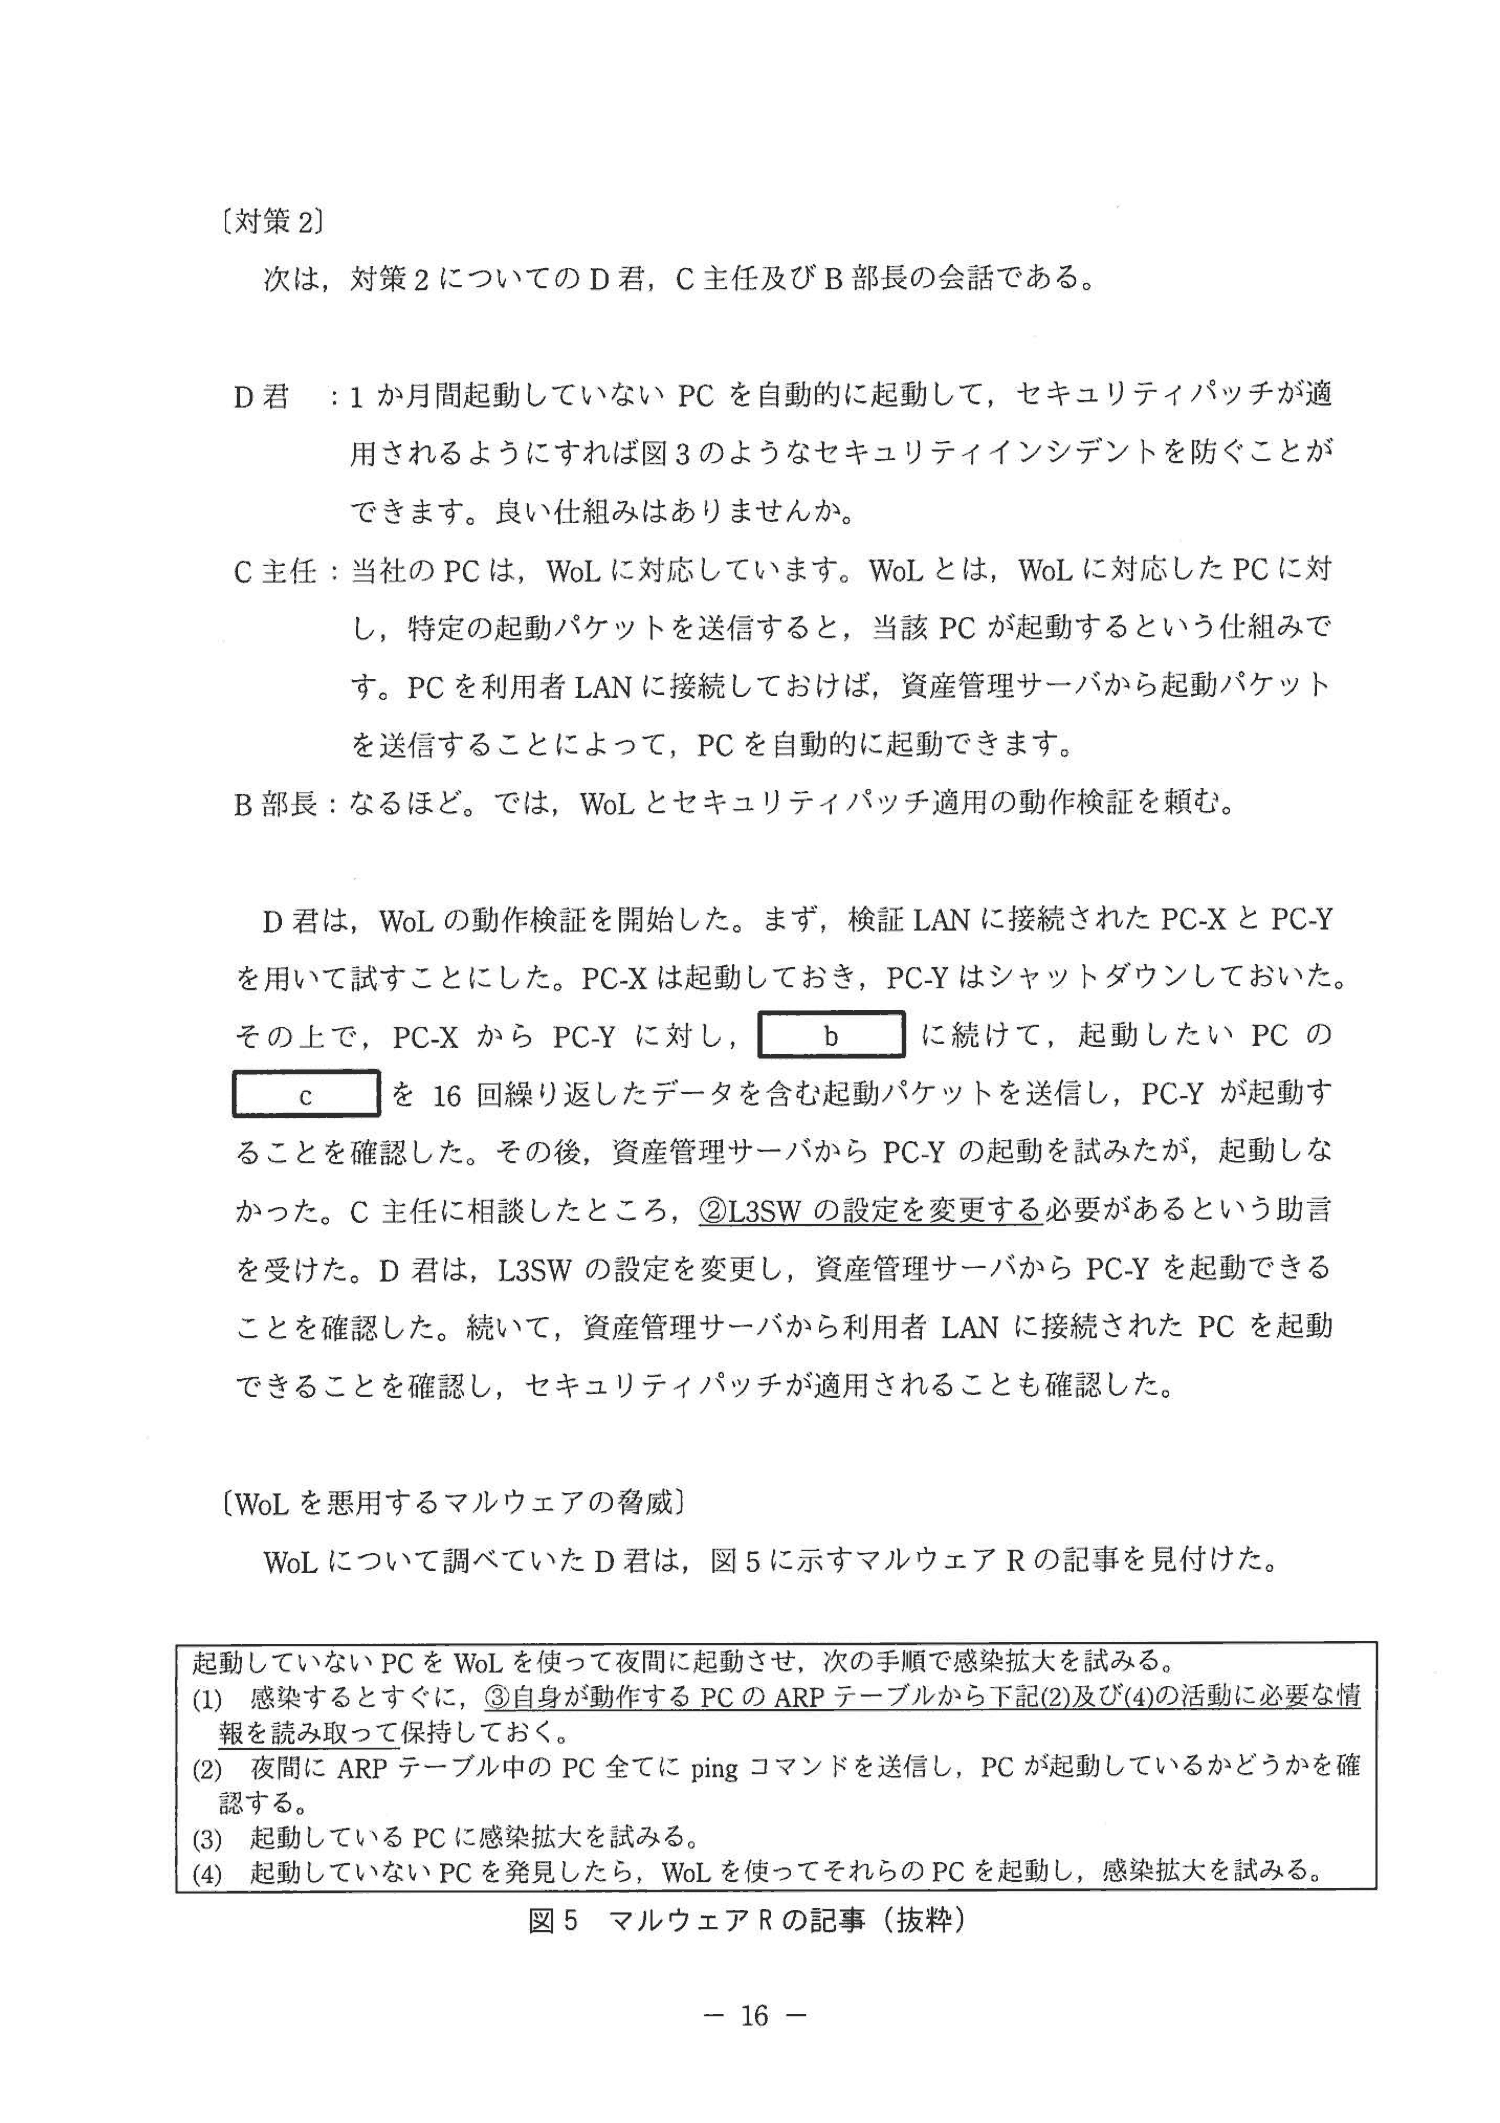 〔対策 2〕
次は，対策 2 についての D 君，C 主任及び B 部長の会話である。
D 君　：1 か月間起動していない PC を自動的に起動して，セキュリティパッチが適
用されるようにすれば図 3 のようなセキュリティインシデントを防ぐことが
できます。良い仕組みはありませんか。
C 主任：当社の PC は，WoL に対応しています。WoL とは，WoL に対応した PC に対
し，特定の起動パケットを送信すると，当該 PC が起動するという仕組みで
す。PC を利用者 LAN に接続しておけば，資産管理サーバから起動パケット
を送信することによって，PC を自動的に起動できます。
B 部長：なるほど。では，WoL とセキュリティパッチ適用の動作検証を頼む。
D 君は，WoL の動作検証を開始した。まず，検証 LAN に接続された PC-X と PC-Y
を用いて試すことにした。PC-X は起動しておき，PC-Y はシャットダウンしておいた。
その上で，PC-X から PC-Y に対し， b に続けて，起動したい PC の
c を 16 回繰り返したデータを含む起動パケットを送信し，PC-Y が起動す
ることを確認した。その後，資産管理サーバから PC-Y の起動を試みたが，起動しな
かった。C 主任に相談したところ，②L3SW の設定を変更する必要があるという助言
を受けた。D 君は，L3SW の設定を変更し，資産管理サーバから PC-Y を起動できる
ことを確認した。続いて，資産管理サーバから利用者 LAN に接続された PC を起動
できることを確認し，セキュリティパッチが適用されることも確認した。
〔WoL を悪用するマルウェアの脅威〕
WoL について調べていた D 君は，図 5 に示すマルウェア R の記事を見付けた。
起動していない PC を WoL を使って夜間に起動させ，次の手順で感染拡大を試みる。
(1)　感染するとすぐに，③自身が動作する PC の ARP テーブルから下記(2)及び(4)の活動に必要な情
報を読み取って保持しておく。
(2)　夜間に ARP テーブル中の PC 全てに ping コマンドを送信し，PC が起動しているかどうかを確
認する。
(3)　起動している PC に感染拡大を試みる。
(4)　起動していない PC を発見したら，WoL を使ってそれらの PC を起動し，感染拡大を試みる。
図 5　マルウェア R の記事（抜粋）
－ 16 －